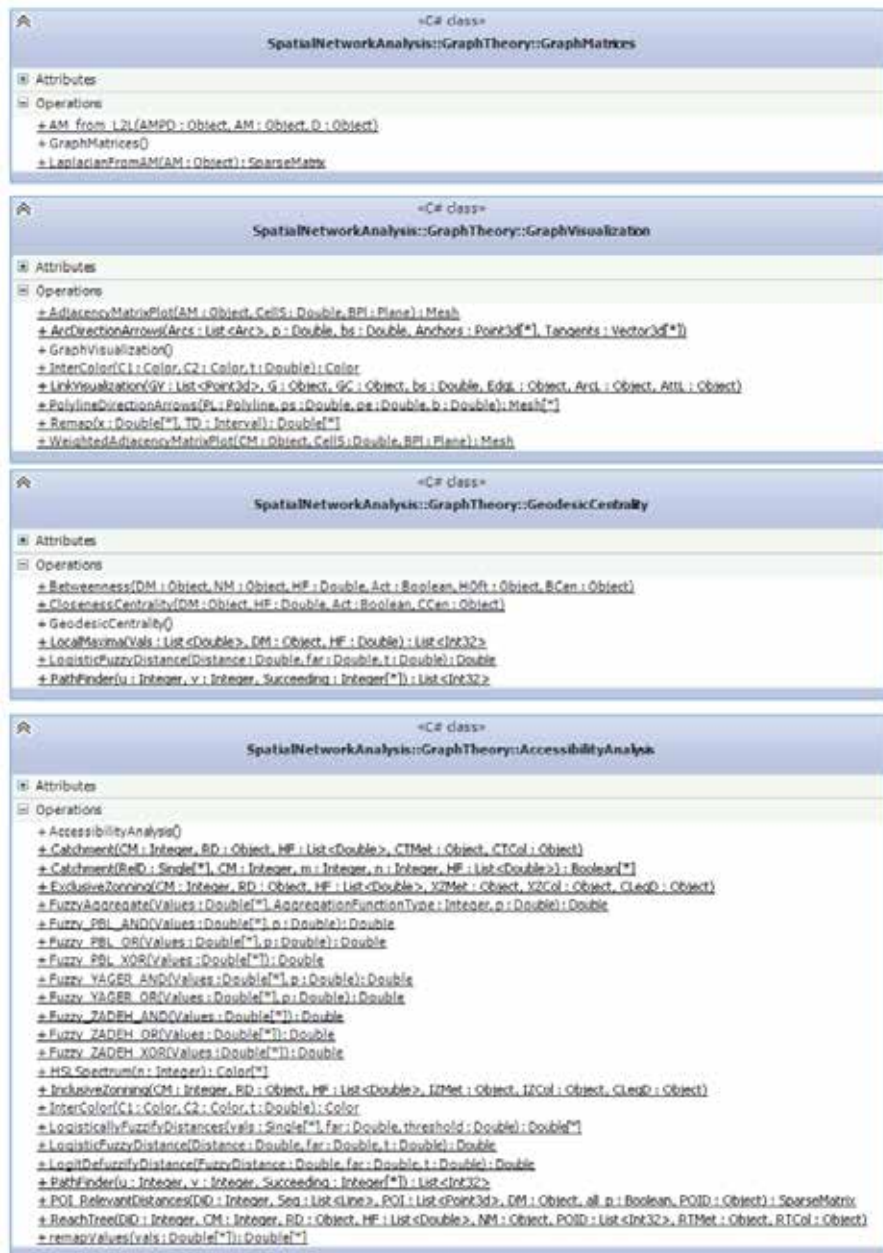 «C# class»
SpatialNetworkAnalysis::GraphTheory::GraphMatrices
Attributes
Operations
+ AM_from_L2L(AMPD : Object, AM : Object, D : Object)
+ GraphMatrices()
+ LaplacianFromAM(AM : Object) : SparseMatrix
«C# class»
SpatialNetworkAnalysis::GraphTheory::GraphVisualization
Attributes
Operations
+ AdjacencyMatrixPlot(AM : Object, CellS : Double, BPl : Plane) : Mesh
+ ArcDirectionArrows(Arcs : List<Arc>, p : Double, bs : Double, Anchors : Point3d[*], Tangents : Vector3d[*])
+ GraphVisualization()
+ InterColor(C1 : Color, C2 : Color, t : Double) : Color
+ LinkVisualization(GV : List<Point3d>, G : Object, GC : Object, bs : Double, EdgL : Object, ArcL : Object, AttL : Object)
+ PolylineDirectionArrows(PL : Polyline, ps : Double, pe : Double, b : Double) : Mesh[*]
+ Remap(x : Double[*], TD : Interval) : Double[*]
+ WeightedAdjacencyMatrixPlot(CM : Object, CellS : Double, BPl : Plane) : Mesh
«C# class»
SpatialNetworkAnalysis::GraphTheory::GeodesicCentrality
Attributes
Operations
+ Betweenness(DM : Object, NM : Object, HF : Double, Act : Boolean, HOft : Object, BCen : Object)
+ ClosenessCentrality(DM : Object, HF : Double, Act : Boolean, CCen : Object)
+ GeodesicCentrality()
+ LocalMaxima(Vals : List<Double>, DM : Object, HF : Double) : List<Int32>
+ LogisticFuzzyDistance(Distance : Double, far : Double, t : Double) : Double
+ PathFinder(u : Integer, v : Integer, Succeeding : Integer[*]) : List<Int32>
«C# class»
SpatialNetworkAnalysis::GraphTheory::AccessibilityAnalysis
Attributes
Operations
+ AccessibilityAnalysis()
+ Catchment(CM : Integer, RD : Object, HF : List<Double>, CTMet : Object, CTCol : Object)
+ Catchment(RelD : Single[*], CM : Integer, m : Integer, n : Integer, HF : List<Double>) : Boolean[*]
+ ExclusiveZonning(CM : Integer, RD : Object, HF : List<Double>, XZMet : Object, XZCol : Object, CLegD : Object)
+ FuzzyAggregate(Values : Double[*], AggregationFunctionType : Integer, p : Double) : Double
+ Fuzzy_PBL_AND(Values : Double[*], p : Double) : Double
+ Fuzzy_PBL_OR(Values : Double[*], p : Double) : Double
+ Fuzzy_PBL_XOR(Values : Double[*]) : Double
+ Fuzzy_YAGER_AND(Values : Double[*], p : Double) : Double
+ Fuzzy_YAGER_OR(Values : Double[*], p : Double) : Double
+ Fuzzy_ZADEH_AND(Values : Double[*]) : Double
+ Fuzzy_ZADEH_OR(Values : Double[*]) : Double
+ Fuzzy_ZADEH_XOR(Values : Double[*]) : Double
+ HSLSpectrum(n : Integer) : Color[*]
+ InclusiveZonning(CM : Integer, RD : Object, HF : List<Double>, IZMet : Object, IZCol : Object, CLegD : Object)
+ InterColor(C1 : Color, C2 : Color, t : Double) : Color
+ LogisticallyFuzzifyDistances(vals : Single[*], far : Double, threshold : Double) : Double[*]
+ LogisticFuzzyDistance(Distance : Double, far : Double, t : Double) : Double
+ LogitDefuzzifyDistance(FuzzyDistance : Double, far : Double, t : Double) : Double
+ PathFinder(u : Integer, v : Integer, Succeeding : Integer[*]) : List<Int32>
+ POI_RelevantDistances(DiD : Integer, Seg : List<Line>, POI : List<Point3d>, DM : Object, all_p : Boolean, POID : Object) : SparseMatrix
+ ReachTree(DiD : Integer, CM : Integer, RD : Object, HF : List<Double>, NM : Object, POID : List<Int32>, RTMet : Object, RTCol : Object)
+ remapValues(vals : Double[*]) : Double[*]